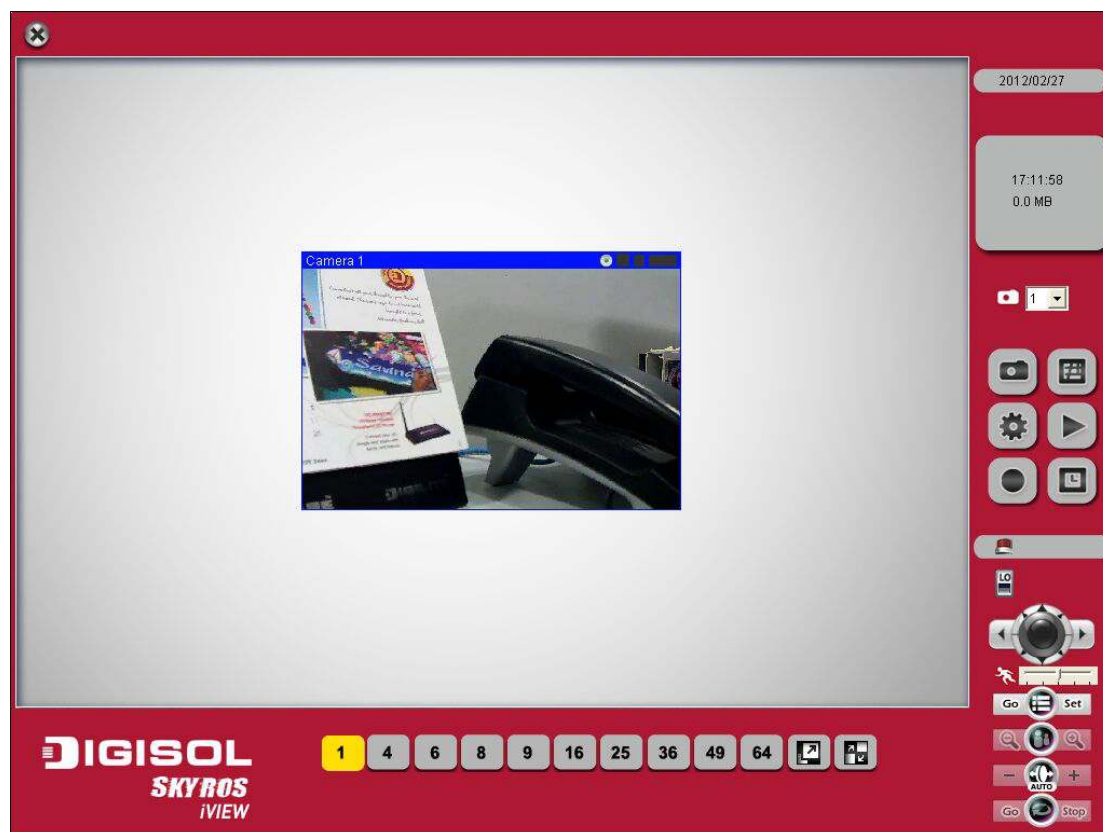 2012/02/27
17:11:58
0.0 MB
Camera 1
1
LO
Go Set
AUTO
Go Stop
DIGISOL
SKYROS
iVIEW
1 4 6 8 9 16 25 36 49 64